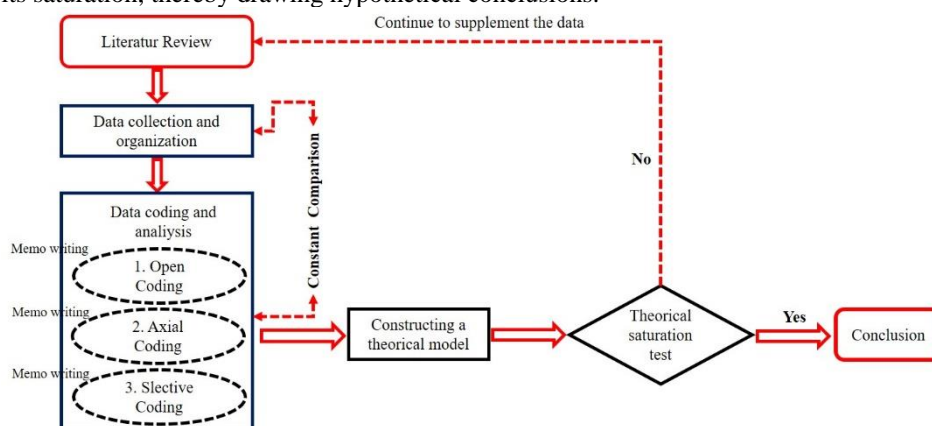 its saturation, thereby drawing hypothetical conclusions.
Continue to supplement the data
Literatur Review
Data collection and
organization
Constant Comparison
No
Data coding and
analiysis
Memo writing
1. Open
Coding
Memo writing
2. Axial
Coding
Memo writing
3. Slective
Coding
Constructing a
theorical model
Theorical
saturation
test
Yes
Conclusion